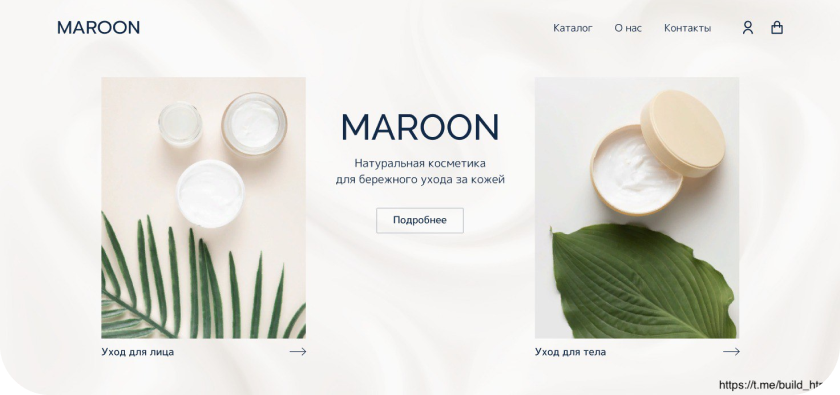 MAROON
Каталог О нас Контакты
MAROON
Натуральная косметика
для бережного ухода за кожей
Подробнее
Уход для лица
Уход для тела
https://t.me/build_